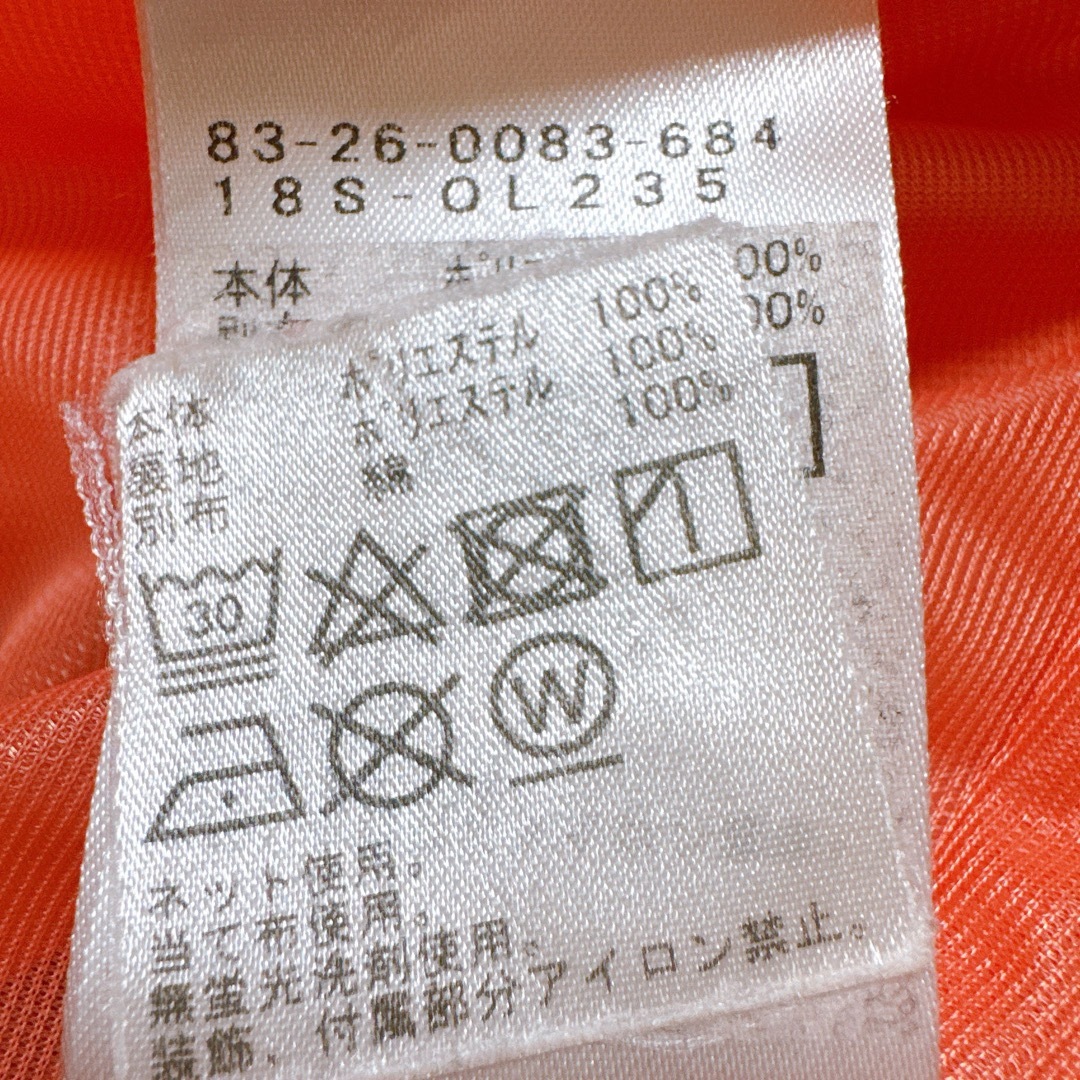 83-26-0083-684
18S-OL235
本体 ポリ 00%
00%
本体 ポリエステル 100%
裏地 ポリエステル 100%
別布 綿 100%
30
W
ネット使用。
当て布使用。
無蛍光洗剤使用。
装飾、付属部分アイロン禁止。